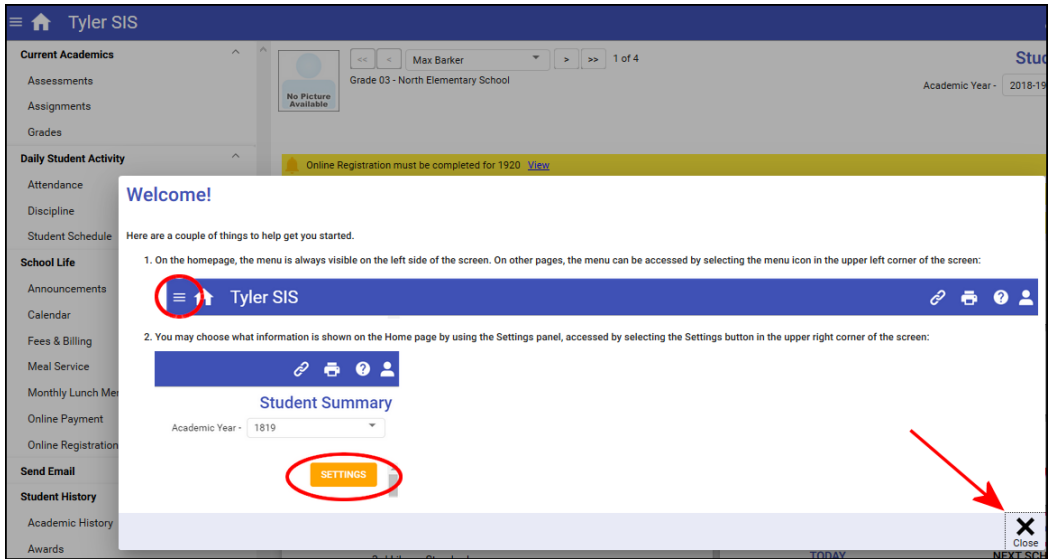 Tyler SIS
Current Academics
Assessments
Assignments
Grades
Daily Student Activity
Attendance
Discipline
Student Schedule
School Life
Announcements
Calendar
Fees & Billing
Meal Service
Monthly Lunch
Online Payment
Online Registration
Send Email
Student History
Academic History
Awards
No Picture
Available
<< < Max Barker > >> 1 of 4
Grade 03 - North Elementary School
Academic Year - 2018-19
Online Registration must be completed for 1920 View
Welcome!
Here are a couple of things to help get you started.
1. On the homepage, the menu is always visible on the left side of the screen. On other pages, the menu can be accessed by selecting the menu icon in the upper left corner of the screen:
Tyler SIS
2. You may choose what information is shown on the Home page by using the Settings panel, accessed by selecting the Settings button in the upper right corner of the screen:
Student Summary
Academic Year - 1819
SETTINGS
Close
TODAY
NEXT